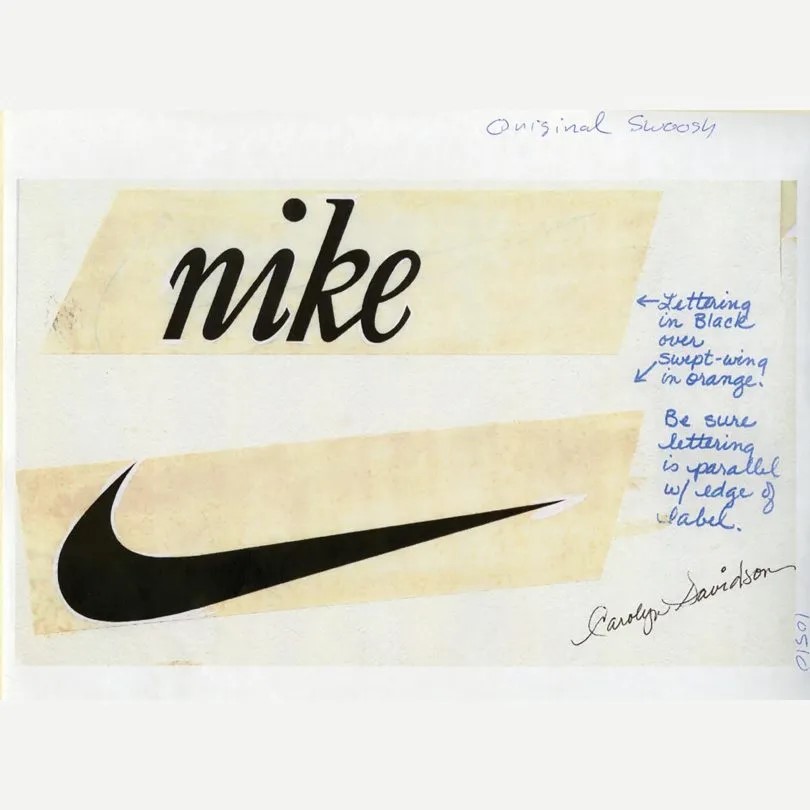 Original Swoosh
nike
←Lettering
in Black
over
swept-wing
↙ in orange.
Be sure
lettering
is parallel
w/ edge of
label.
Carolyn Davidson
01501